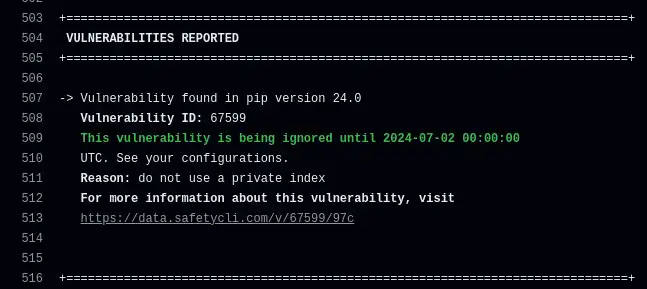 502
503 +==============================================================================+
504 VULNERABILITIES REPORTED
505 +==============================================================================+
506
507 -> Vulnerability found in pip version 24.0
508 Vulnerability ID: 67599
509 This vulnerability is being ignored until 2024-07-02 00:00:00
510 UTC. See your configurations.
511 Reason: do not use a private index
512 For more information about this vulnerability, visit
513 https://data.safetycli.com/v/67599/97c
514
515
516 +==============================================================================+